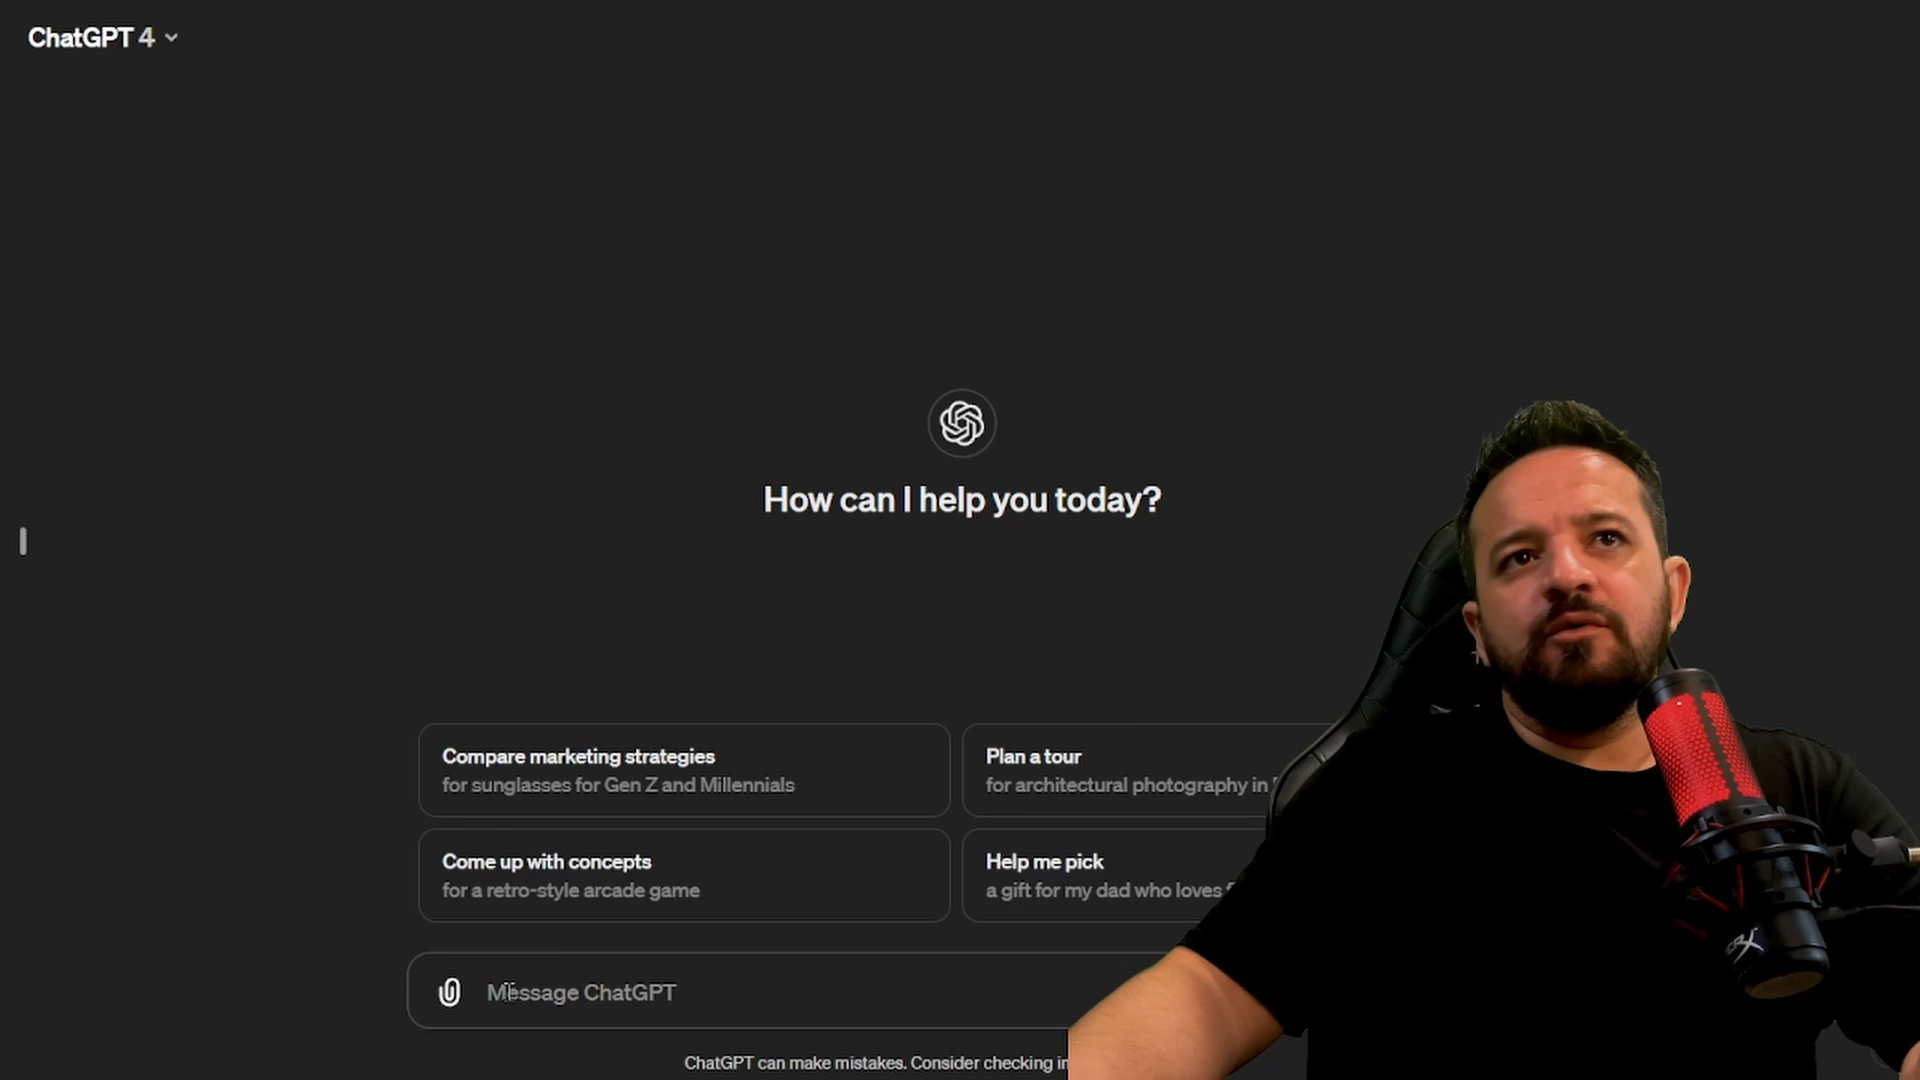 ChatGPT 4
How can I help you today?
Compare marketing strategies
for sunglasses for Gen Z and Millennials
Plan a tour
for architectural photography in
Come up with concepts
for a retro-style arcade game
Help me pick
a gift for my dad who loves
Message ChatGPT
ChatGPT can make mistakes. Consider checking